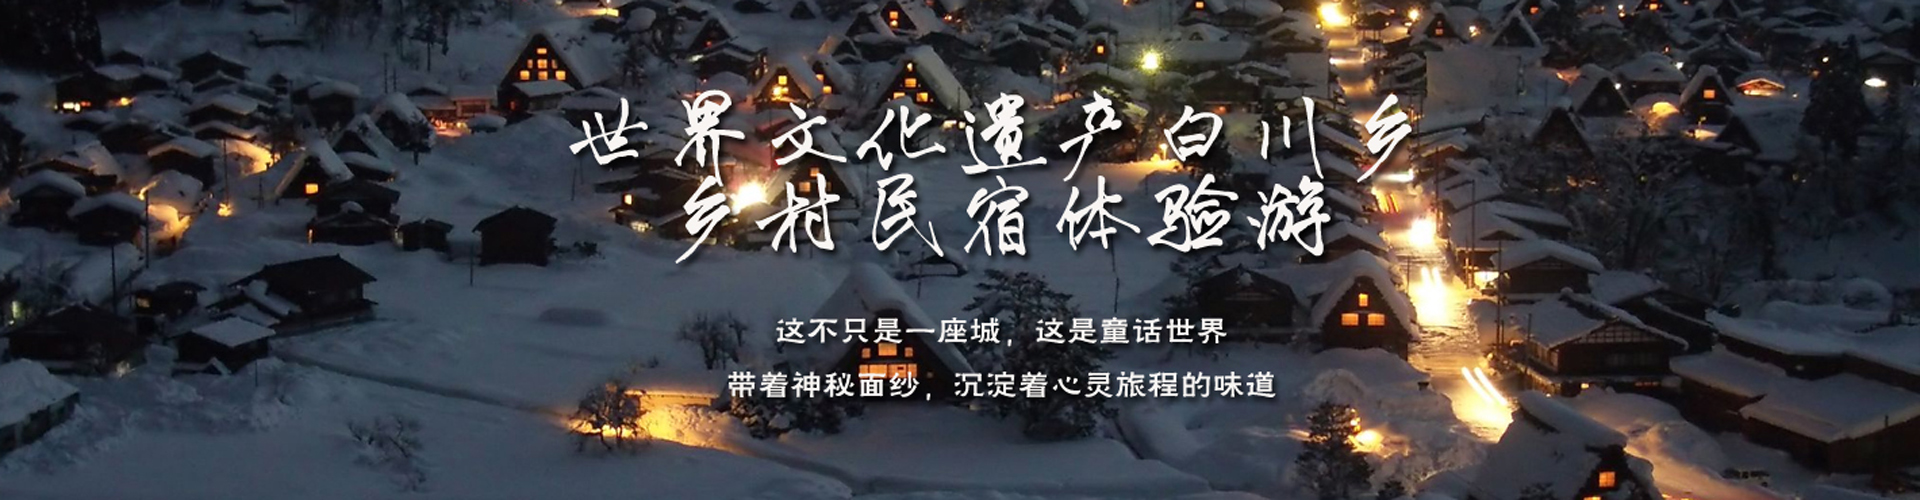 世界文化遗产白川乡
乡村民宿体验游
这不只是一座城，这是童话世界
带着神秘面纱，沉淀着心灵旅程的味道